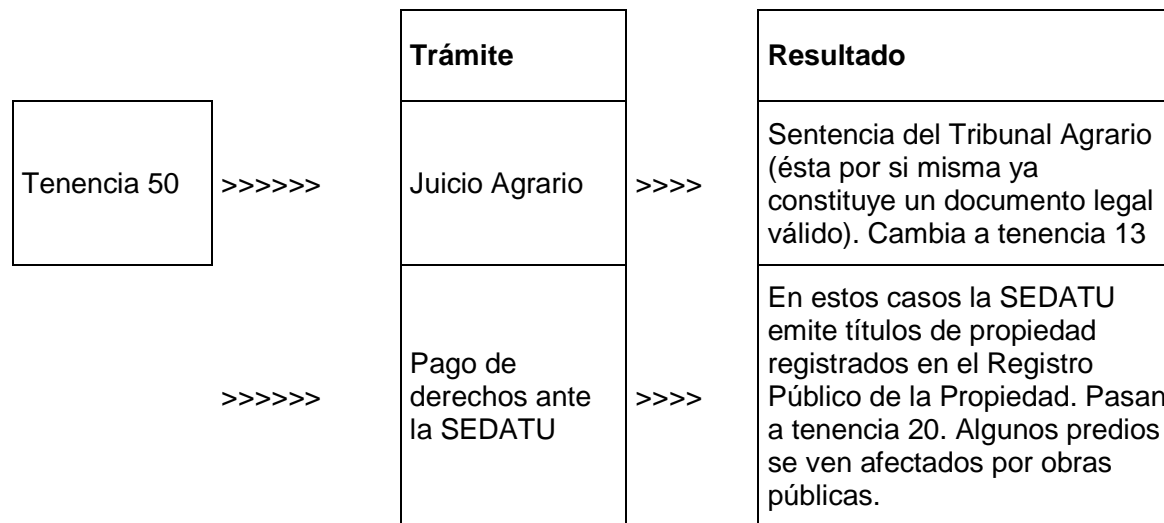 Trámite
Resultado
Tenencia 50
>>>>>>
Juicio Agrario
>>>>
Sentencia del Tribunal Agrario
(ésta por si misma ya
constituye un documento legal
válido). Cambia a tenencia 13
>>>>>>
Pago de
derechos ante
la SEDATU
>>>>
En estos casos la SEDATU
emite títulos de propiedad
registrados en el Registro
Público de la Propiedad. Pasan
a tenencia 20. Algunos predios
se ven afectados por obras
públicas.